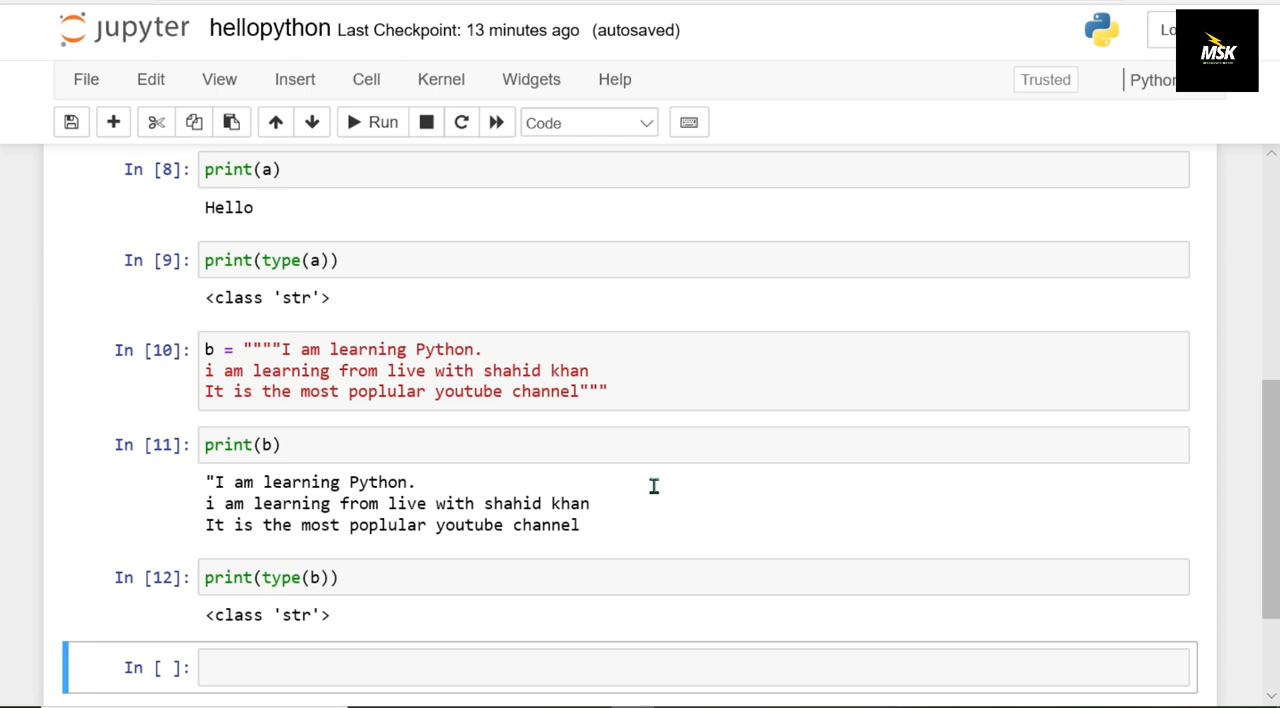 jupyter hellopython Last Checkpoint: 13 minutes ago (autosaved)
MSK
File Edit View Insert Cell Kernel Widgets Help Trusted
Run Code
In [8]: print(a)
Hello
In [9]: print(type(a))
<class 'str'>
In [10]: b = """"I am learning Python.
i am learning from live with shahid khan
It is the most poplular youtube channel"""
In [11]: print(b)
"I am learning Python.
i am learning from live with shahid khan
It is the most poplular youtube channel
In [12]: print(type(b))
<class 'str'>
In [ ]: